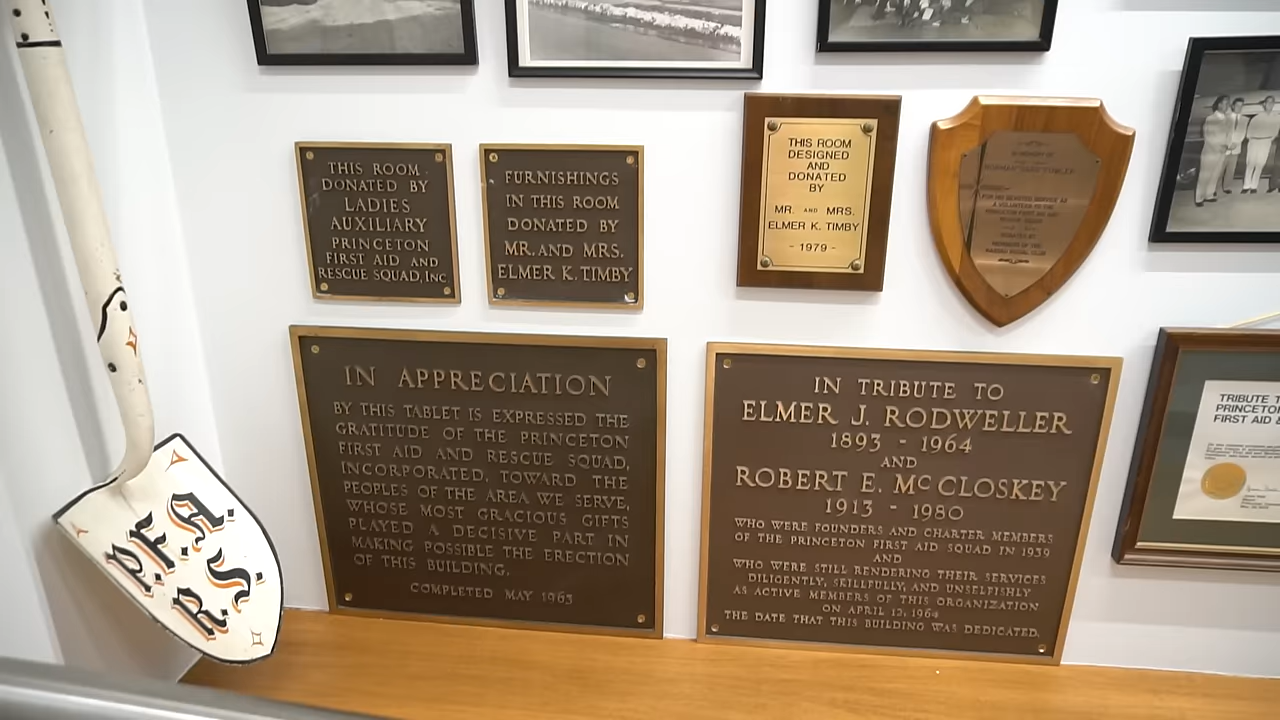 THIS ROOM
DONATED BY
LADIES
AUXILIARY
PRINCETON
FIRST AID AND
RESCUE SQUAD, INC
FURNISHINGS
IN THIS ROOM
DONATED BY
MR. AND MRS.
ELMER K. TIMBY
THIS ROOM
DESIGNED
AND
DONATED
BY
MR. AND MRS.
ELMER K. TIMBY
- 1979 -
IN APPRECIATION
BY THIS TABLET IS EXPRESSED THE
GRATITUDE OF THE PRINCETON
FIRST AID AND RESCUE SQUAD,
INCORPORATED, TOWARD THE
PEOPLES OF THE AREA WE SERVE,
WHOSE MOST GRACIOUS GIFTS
PLAYED A DECISIVE PART IN
MAKING POSSIBLE THE ERECTION
OF THIS BUILDING.
COMPLETED MAY 1963
IN TRIBUTE TO
ELMER J. RODWELLER
1893 - 1964
AND
ROBERT E. McCLOSKEY
1913 - 1980
WHO WERE FOUNDERS AND CHARTER MEMBERS
OF THE PRINCETON FIRST AID SQUAD IN 1939
AND
WHO WERE STILL RENDERING THEIR SERVICES
DILIGENTLY, SKILLFULLY, AND UNSELFISHLY
AS ACTIVE MEMBERS OF THIS ORGANIZATION
ON APRIL 12, 1964
THE DATE THAT THIS BUILDING WAS DEDICATED.
P.F.A.
R.S.
TRIBUTE T
PRINCETO
FIRST AID &